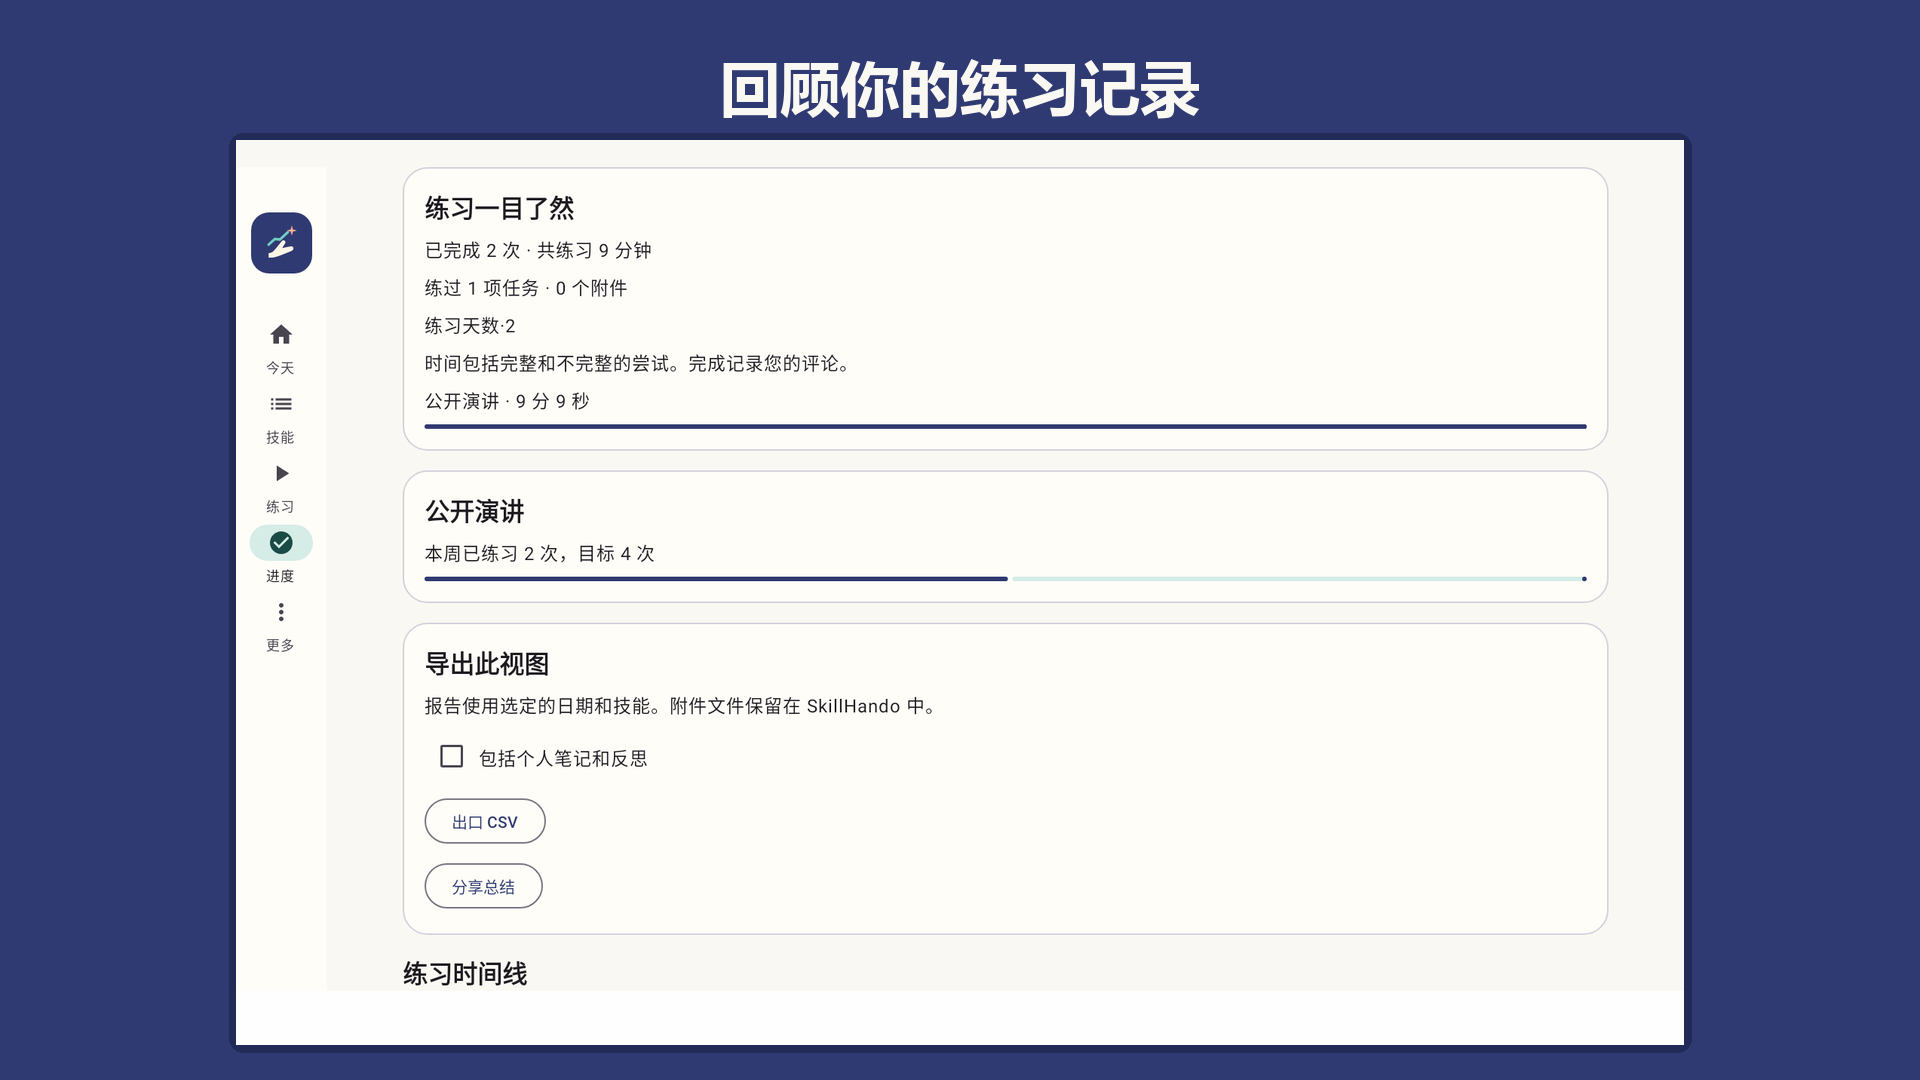 回顾你的练习记录
今天
技能
练习
进度
更多
练习一目了然
已完成 2 次 · 共练习 9 分钟
练过 1 项任务 · 0 个附件
练习天数·2
时间包括完整和不完整的尝试。完成记录您的评论。
公开演讲 · 9 分 9 秒
公开演讲
本周已练习 2 次，目标 4 次
导出此视图
报告使用选定的日期和技能。附件文件保留在 SkillHando 中。
包括个人笔记和反思
出口 CSV
分享总结
练习时间线